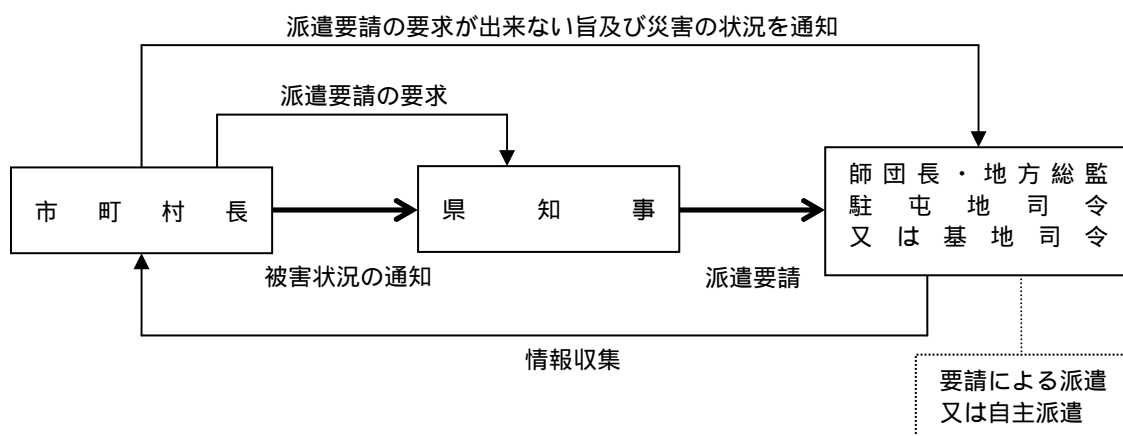 派遣要請の要求が出来ない旨及び災害の状況を通知
派遣要請の要求
市町村長
県知事
師団長・地方総監
駐屯地司令
又は基地司令
被害状況の通知
派遣要請
情報収集
要請による派遣
又は自主派遣